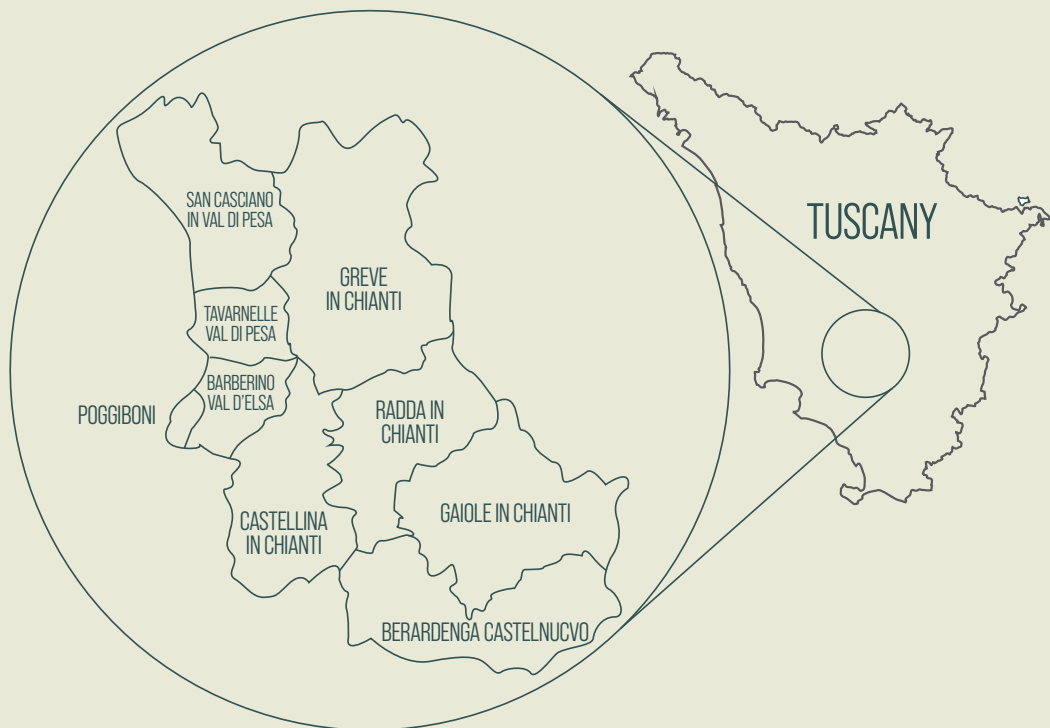 SAN CASCIANO
IN VAL DI PESA
TUSCANY
GREVE
IN CHIANTI
TAVARNELLE
VAL DI PESA
BARBERINO
VAL D'ELSA
POGGIBONI
RADDA IN
CHIANTI
CASTELLINA
IN CHIANTI
GAIOLE IN CHIANTI
BERARDENGA CASTELNUCVO